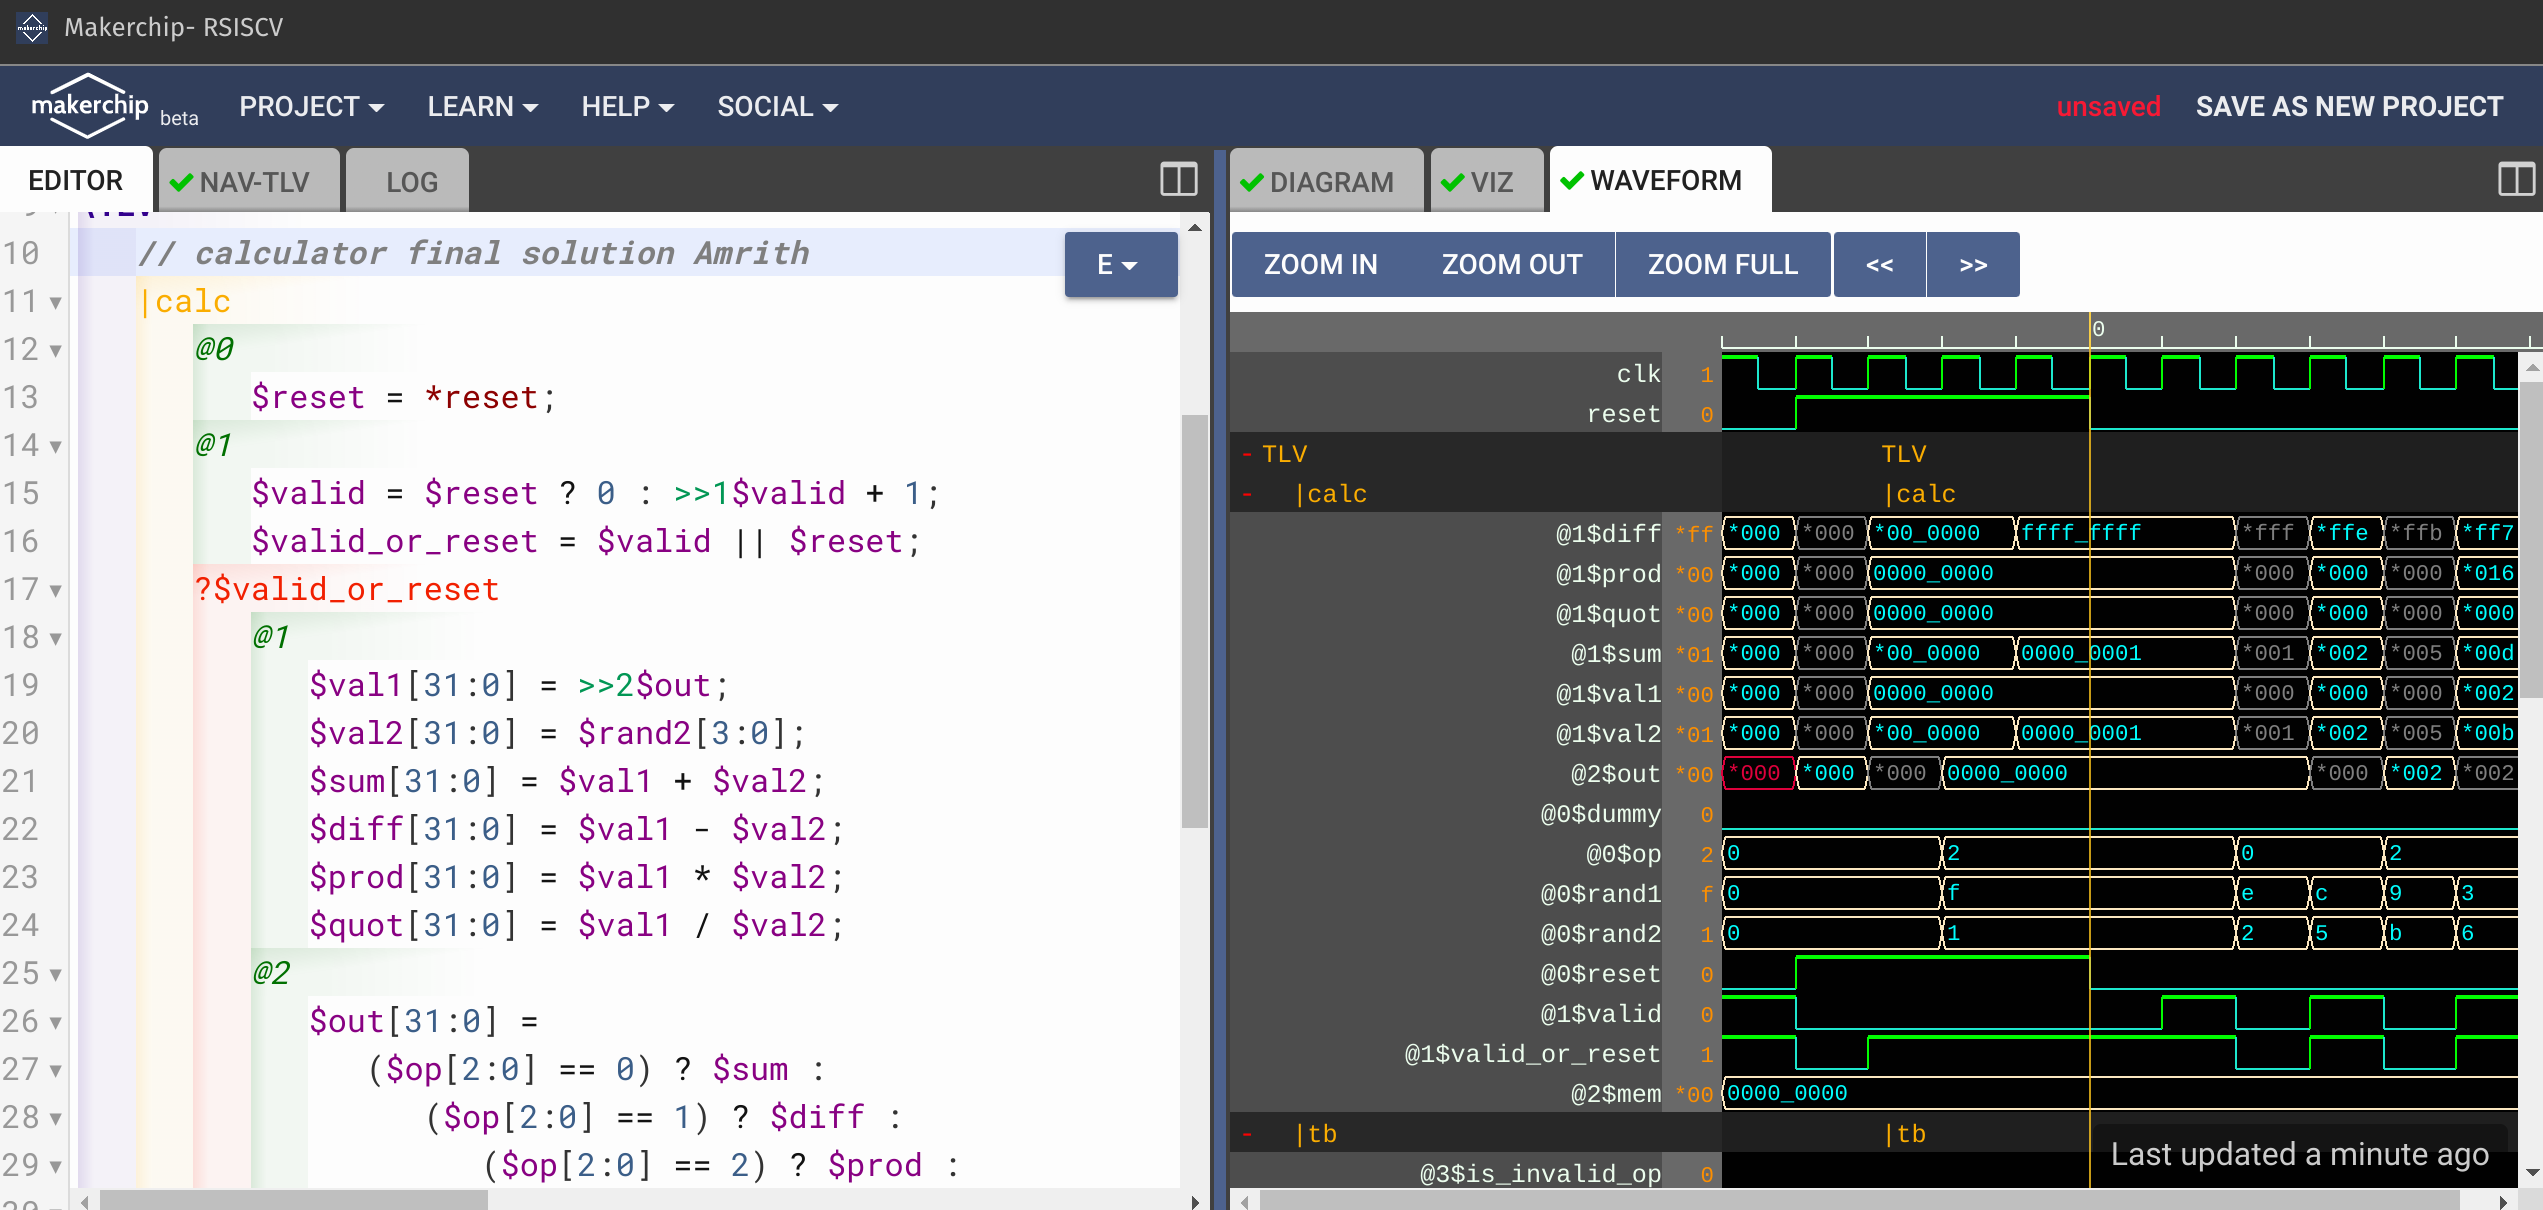 Makerchip- RSISCV
makerchip beta PROJECT LEARN HELP SOCIAL unsaved SAVE AS NEW PROJECT
EDITOR NAV-TLV LOG
DIAGRAM VIZ WAVEFORM
10 // calculator final solution Amrith
E
11 |calc
12 @0
13 $reset = *reset;
14 @1
15 $valid = $reset ? 0 : >>1$valid + 1;
16 $valid_or_reset = $valid || $reset;
17 ?$valid_or_reset
18 @1
19 $val1[31:0] = >>2$out;
20 $val2[31:0] = $rand2[3:0];
21 $sum[31:0] = $val1 + $val2;
22 $diff[31:0] = $val1 - $val2;
23 $prod[31:0] = $val1 * $val2;
24 $quot[31:0] = $val1 / $val2;
25 @2
26 $out[31:0] =
27 ($op[2:0] == 0) ? $sum :
28 ($op[2:0] == 1) ? $diff :
29 ($op[2:0] == 2) ? $prod :
ZOOM IN ZOOM OUT ZOOM FULL << >>
0
clk 1
reset 0
- TLV TLV
- |calc |calc
@1$diff *ff *000 *000 *00_0000 ffff_ffff *fff *ffe *ffb *ff7
@1$prod *00 *000 *000 0000_0000 *000 *000 *000 *016
@1$quot *00 *000 *000 0000_0000 *000 *000 *000 *000
@1$sum *01 *000 *000 *00_0000 0000_0001 *001 *002 *005 *00d
@1$val1 *00 *000 *000 0000_0000 *000 *000 *000 *002
@1$val2 *01 *000 *000 *00_0000 0000_0001 *001 *002 *005 *00b
@2$out *00 *000 *000 *000 0000_0000 *000 *002 *002
@0$dummy 0
@0$op 2 0 2 0 2
@0$rand1 f 0 f e c 9 3
@0$rand2 1 0 1 2 5 b 6
@0$reset 0
@1$valid 0
@1$valid_or_reset 1
@2$mem *00 0000_0000
- |tb |tb
@3$is_invalid_op 0
Last updated a minute ago